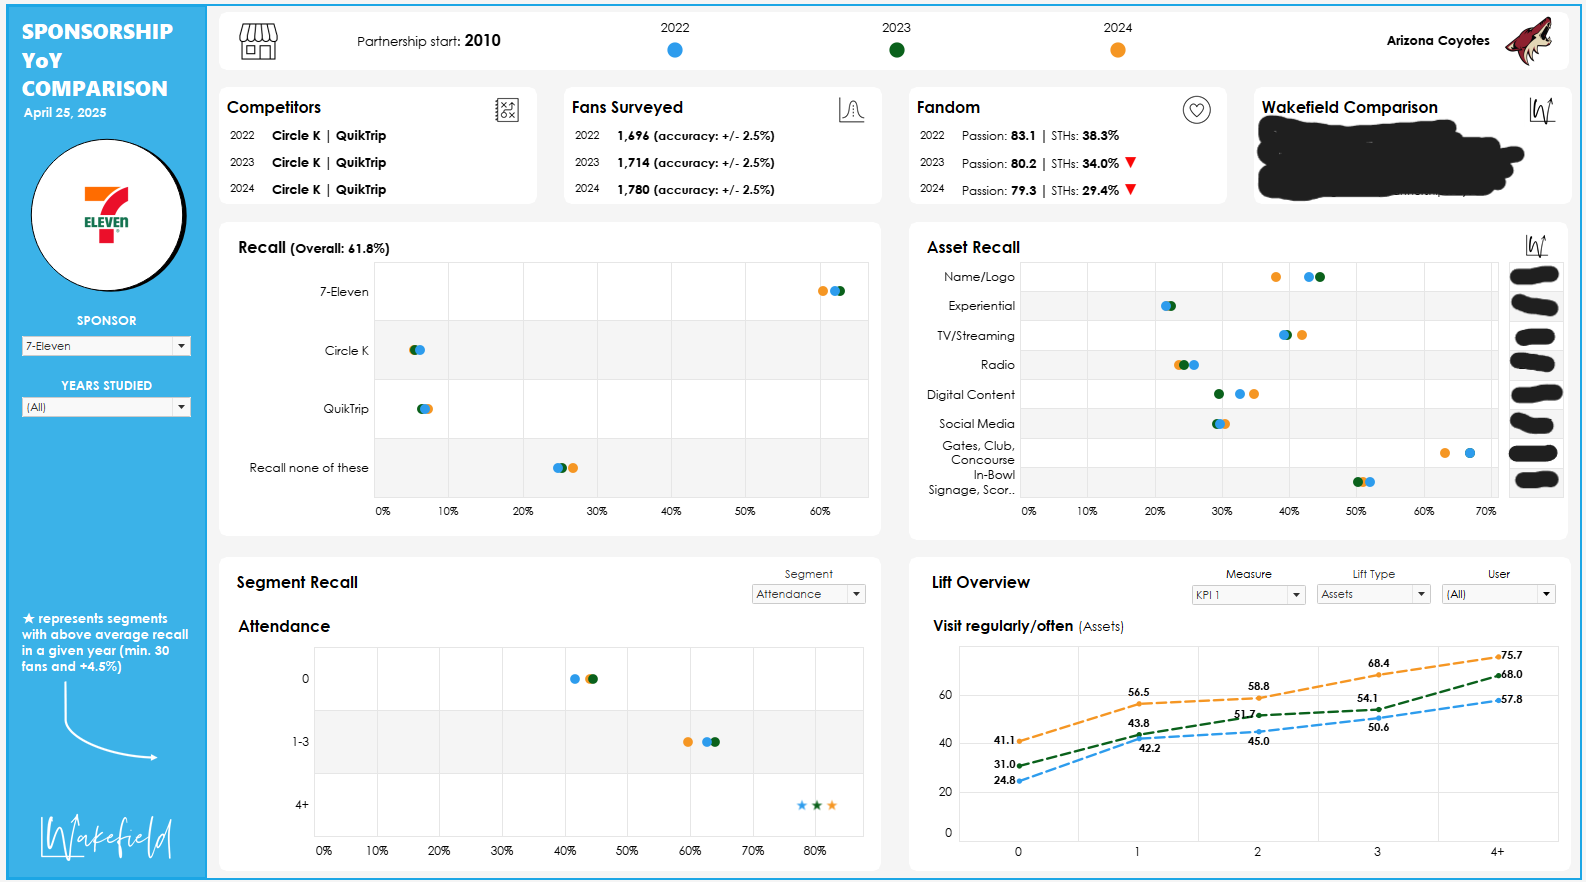 SPONSORSHIP
YoY
COMPARISON
April 25, 2025
7
ELEVEn
SPONSOR
7-Eleven
YEARS STUDIED
(All)
★ represents segments
with above average recall
in a given year (min. 30
fans and +4.5%)
Wakefield
Partnership start: 2010
2022
2023
2024
Arizona Coyotes
Competitors
2022 Circle K | QuikTrip
2023 Circle K | QuikTrip
2024 Circle K | QuikTrip
Fans Surveyed
2022 1,696 (accuracy: +/- 2.5%)
2023 1,714 (accuracy: +/- 2.5%)
2024 1,780 (accuracy: +/- 2.5%)
Fandom
2022 Passion: 83.1 | STHs: 38.3%
2023 Passion: 80.2 | STHs: 34.0% ▼
2024 Passion: 79.3 | STHs: 29.4% ▼
Wakefield Comparison
Recall (Overall: 61.8%)
7-Eleven
Circle K
QuikTrip
Recall none of these
0% 10% 20% 30% 40% 50% 60%
Asset Recall
Name/Logo
Experiential
TV/Streaming
Radio
Digital Content
Social Media
Gates, Club,
Concourse
In-Bowl
Signage, Scor..
0% 10% 20% 30% 40% 50% 60% 70%
Segment Recall
Segment
Attendance
Attendance
0
1-3
4+
0% 10% 20% 30% 40% 50% 60% 70% 80%
Lift Overview
Measure
KPI 1
Lift Type
Assets
User
(All)
Visit regularly/often (Assets)
60
40
20
0
41.1 56.5 58.8 68.4 75.7
31.0 43.8 51.7 54.1 68.0
24.8 42.2 45.0 50.6 57.8
0 1 2 3 4+